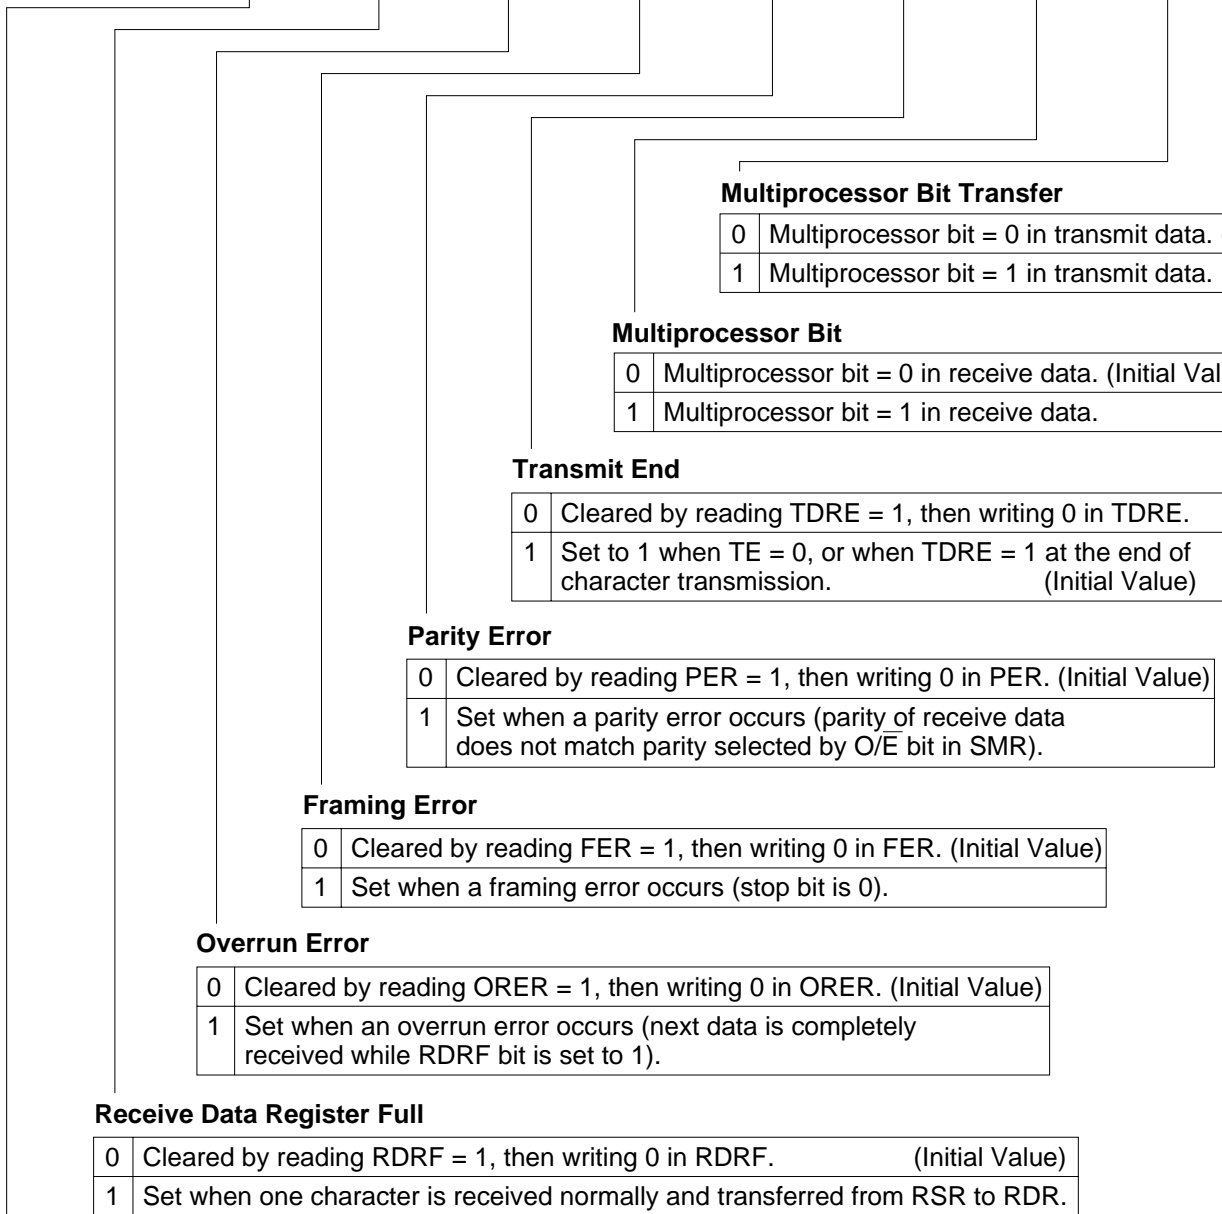 Multiprocessor Bit Transfer
0 Multiprocessor bit = 0 in transmit data.
1 Multiprocessor bit = 1 in transmit data.
Multiprocessor Bit
0 Multiprocessor bit = 0 in receive data. (Initial Val
1 Multiprocessor bit = 1 in receive data.
Transmit End
0 Cleared by reading TDRE = 1, then writing 0 in TDRE.
1 Set to 1 when TE = 0, or when TDRE = 1 at the end of
character transmission. (Initial Value)
Parity Error
0 Cleared by reading PER = 1, then writing 0 in PER. (Initial Value)
1 Set when a parity error occurs (parity of receive data
does not match parity selected by O/E̅ bit in SMR).
Framing Error
0 Cleared by reading FER = 1, then writing 0 in FER. (Initial Value)
1 Set when a framing error occurs (stop bit is 0).
Overrun Error
0 Cleared by reading ORER = 1, then writing 0 in ORER. (Initial Value)
1 Set when an overrun error occurs (next data is completely
received while RDRF bit is set to 1).
Receive Data Register Full
0 Cleared by reading RDRF = 1, then writing 0 in RDRF. (Initial Value)
1 Set when one character is received normally and transferred from RSR to RDR.